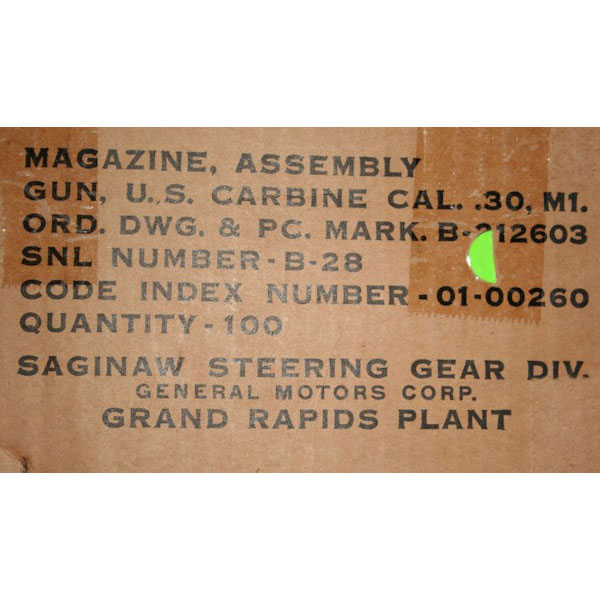 MAGAZINE, ASSEMBLY
GUN, U.S. CARBINE CAL. .30, M1.
ORD. DWG. & PC. MARK. B-212603
SNL NUMBER-B-28
CODE INDEX NUMBER-01-00260
QUANTITY-100
SAGINAW STEERING GEAR DIV.
GENERAL MOTORS CORP.
GRAND RAPIDS PLANT